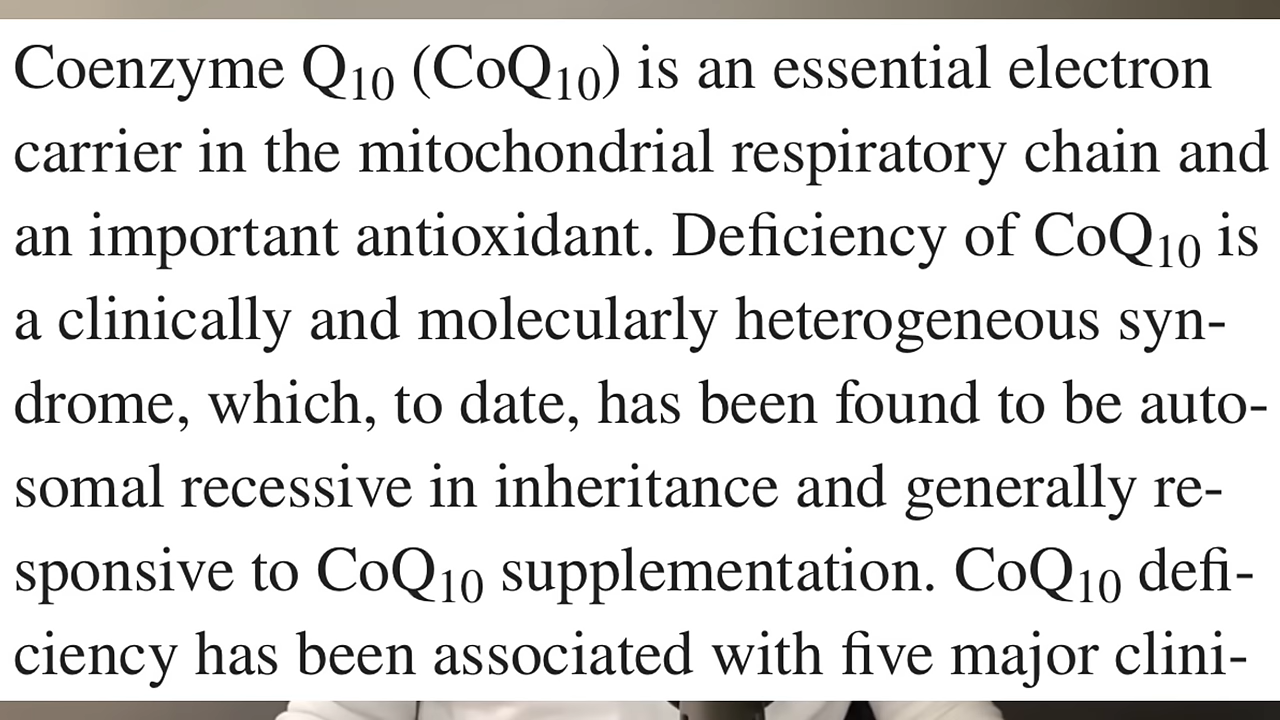 Coenzyme Q₁₀ (CoQ₁₀) is an essential electron
carrier in the mitochondrial respiratory chain and
an important antioxidant. Deficiency of CoQ₁₀ is
a clinically and molecularly heterogeneous syn-
drome, which, to date, has been found to be auto-
somal recessive in inheritance and generally re-
sponsive to CoQ₁₀ supplementation. CoQ₁₀ defi-
ciency has been associated with five major clini-